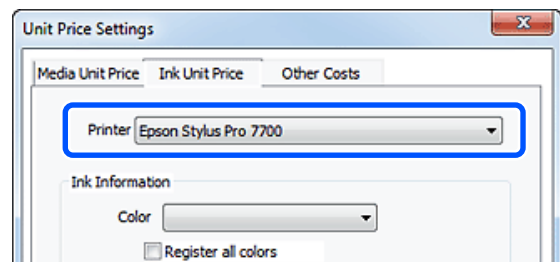 Unit Price Settings
Media Unit Price Ink Unit Price Other Costs
Printer Epson Stylus Pro 7700
Ink Information
Color
Register all colors